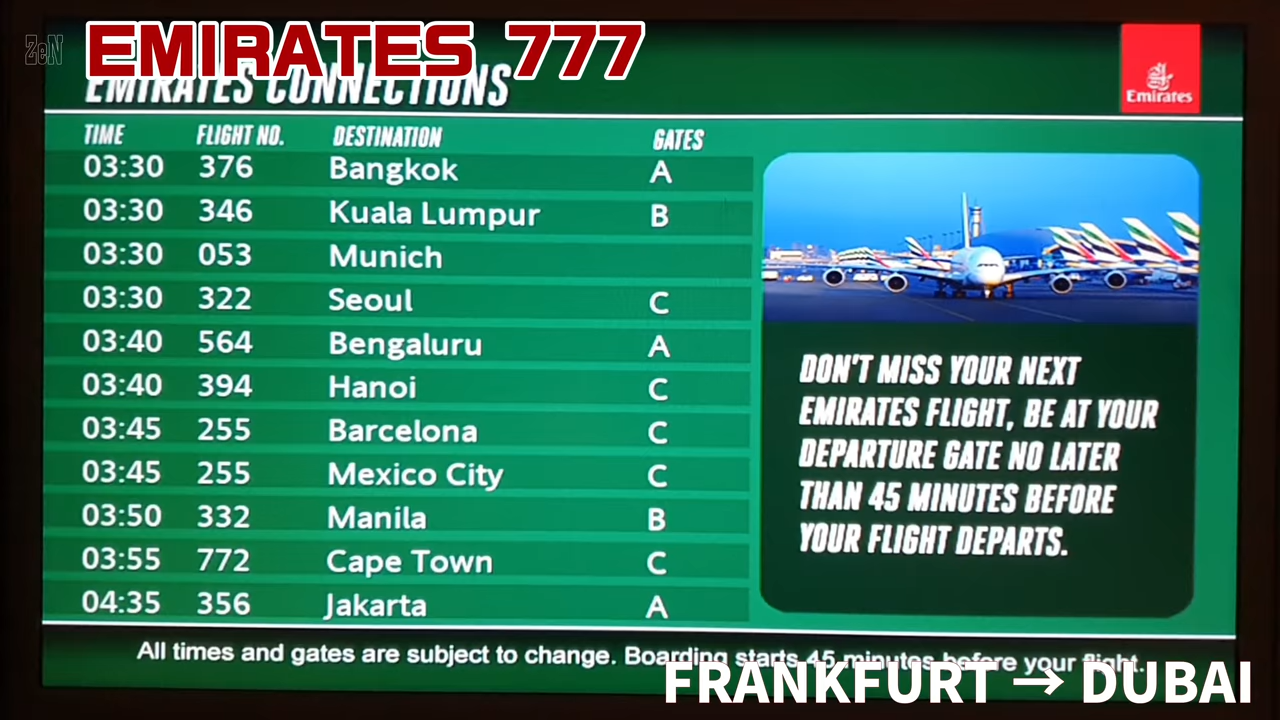 ZeN
EMIRATES 777
EMIRATES CONNECTIONS
Emirates
TIME FLIGHT NO. DESTINATION GATES
03:30 376 Bangkok A
03:30 346 Kuala Lumpur B
03:30 053 Munich
03:30 322 Seoul C
03:40 564 Bengaluru A
03:40 394 Hanoi C
03:45 255 Barcelona C
03:45 255 Mexico City C
03:50 332 Manila B
03:55 772 Cape Town C
04:35 356 Jakarta A
DON'T MISS YOUR NEXT
EMIRATES FLIGHT, BE AT YOUR
DEPARTURE GATE NO LATER
THAN 45 MINUTES BEFORE
YOUR FLIGHT DEPARTS.
All times and gates are subject to change. Boarding starts 45 minutes before your flight.
FRANKFURT → DUBAI